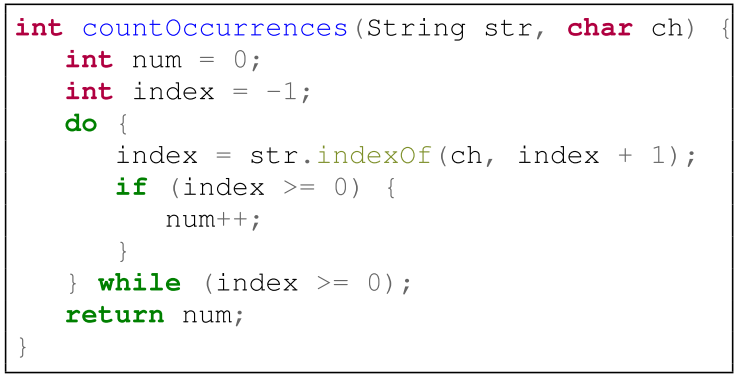 int countOccurrences(String str, char ch) {
    int num = 0;
    int index = -1;
    do {
        index = str.indexOf(ch, index + 1);
        if (index >= 0) {
            num++;
        }
    } while (index >= 0);
    return num;
}